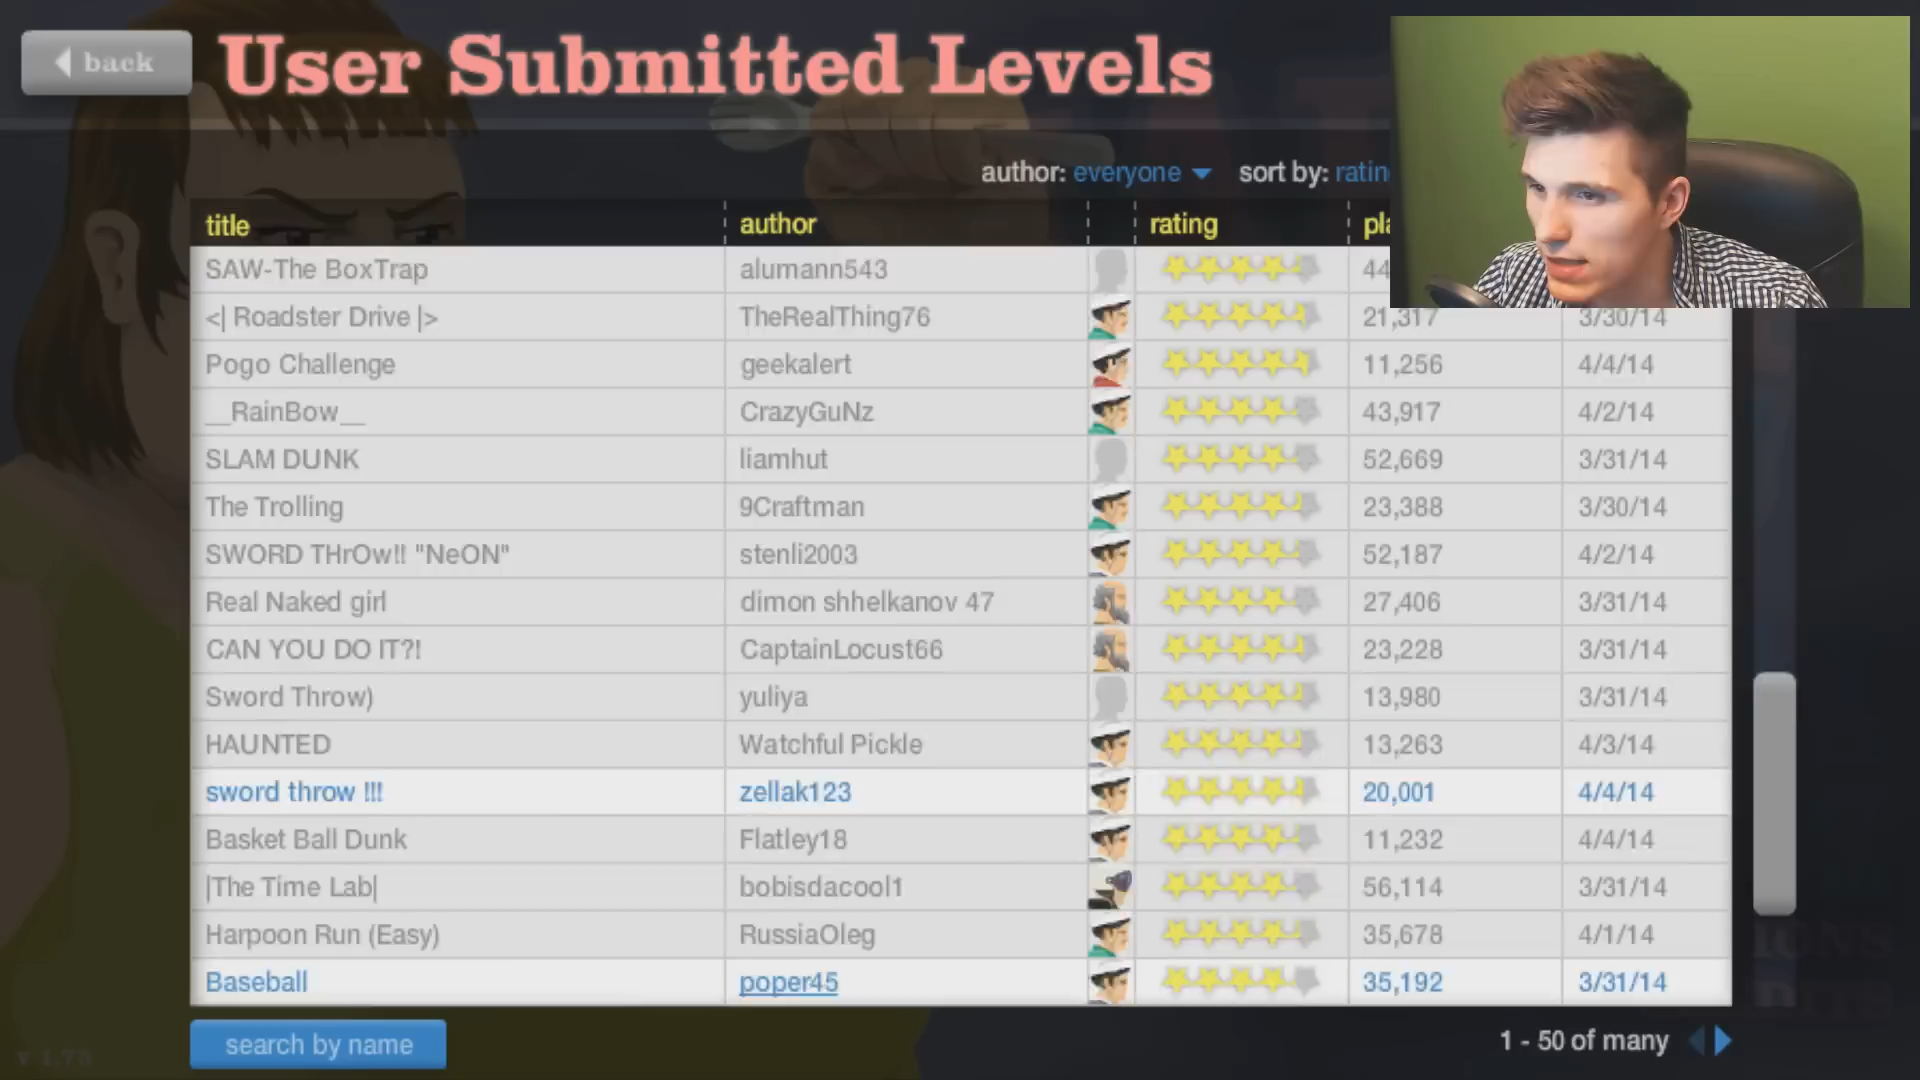 back
User Submitted Levels
author: everyone sort by: ratin
title author rating pla
SAW-The BoxTrap alumann543 44
<| Roadster Drive |> TheRealThing76 21,317 3/30/14
Pogo Challenge geekalert 11,256 4/4/14
__RainBow__ CrazyGuNz 43,917 4/2/14
SLAM DUNK liamhut 52,669 3/31/14
The Trolling 9Craftman 23,388 3/30/14
SWORD THrOw!! "NeON" stenli2003 52,187 4/2/14
Real Naked girl dimon shhelkanov 47 27,406 3/31/14
CAN YOU DO IT?! CaptainLocust66 23,228 3/31/14
Sword Throw) yuliya 13,980 3/31/14
HAUNTED Watchful Pickle 13,263 4/3/14
sword throw !!! zellak123 20,001 4/4/14
Basket Ball Dunk Flatley18 11,232 4/4/14
|The Time Lab| bobisdacool1 56,114 3/31/14
Harpoon Run (Easy) RussiaOleg 35,678 4/1/14
Baseball poper45 35,192 3/31/14
search by name 1 - 50 of many